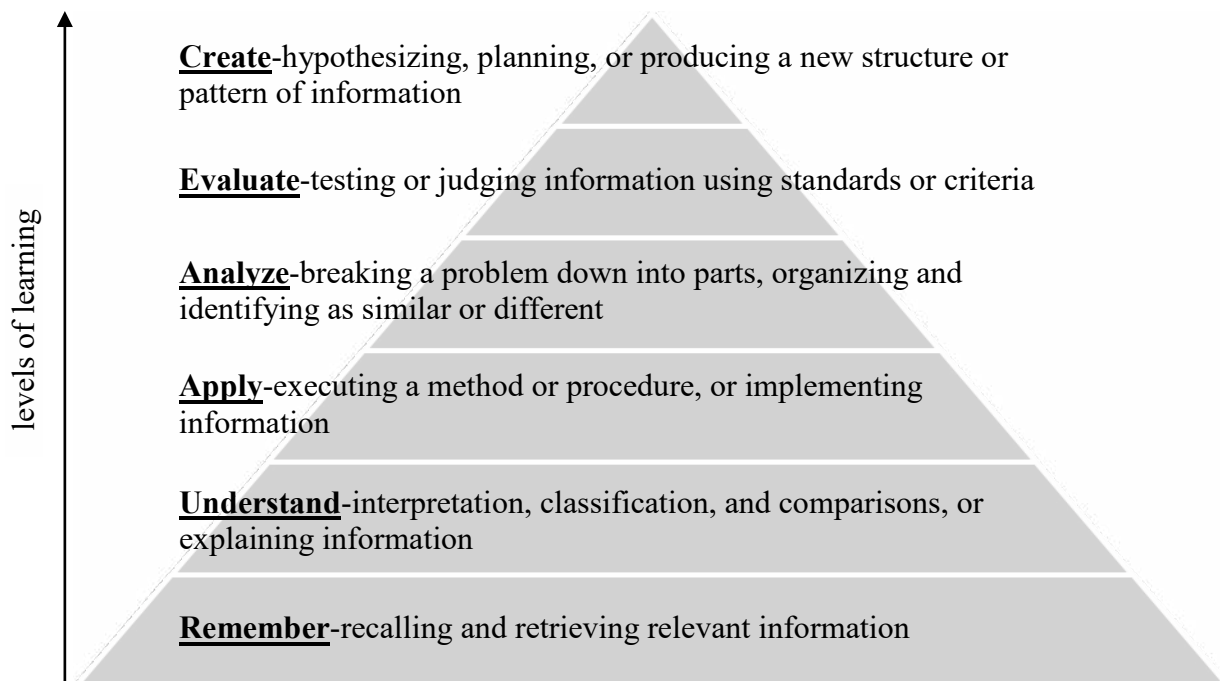 Create-hypothesizing, planning, or producing a new structure or
pattern of information
Evaluate-testing or judging information using standards or criteria
Analyze-breaking a problem down into parts, organizing and
identifying as similar or different
Apply-executing a method or procedure, or implementing
information
Understand-interpretation, classification, and comparisons, or
explaining information
Remember-recalling and retrieving relevant information
levels of learning